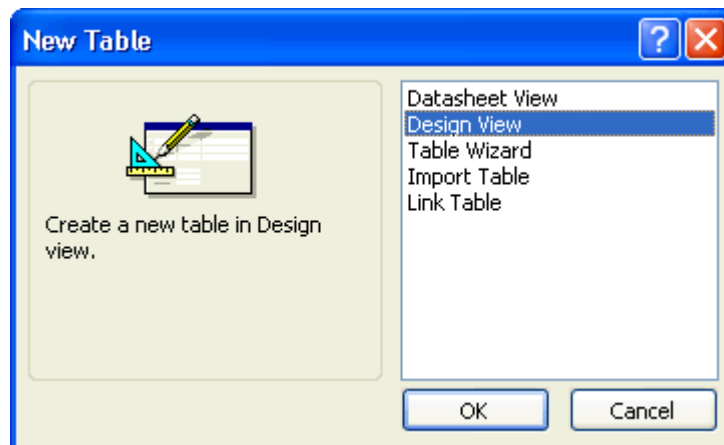 New Table
Create a new table in Design
view.
Datasheet View
Design View
Table Wizard
Import Table
Link Table
OK
Cancel